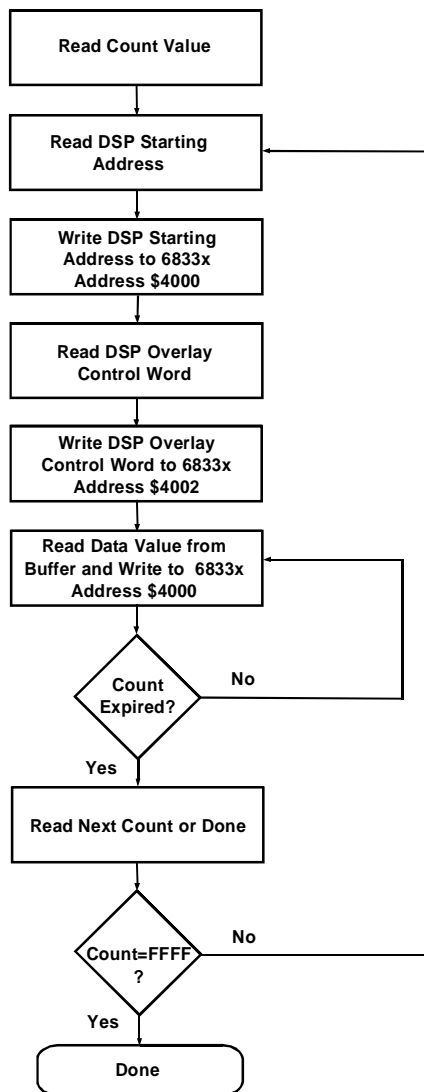 Read Count Value
Read DSP Starting
Address
Write DSP Starting
Address to 6833x
Address $4000
Read DSP Overlay
Control Word
Write DSP Overlay
Control Word to 6833x
Address $4002
Read Data Value from
Buffer and Write to 6833x
Address $4000
Count
Expired?
No
Yes
Read Next Count or Done
Count=FFFF
?
No
Yes
Done